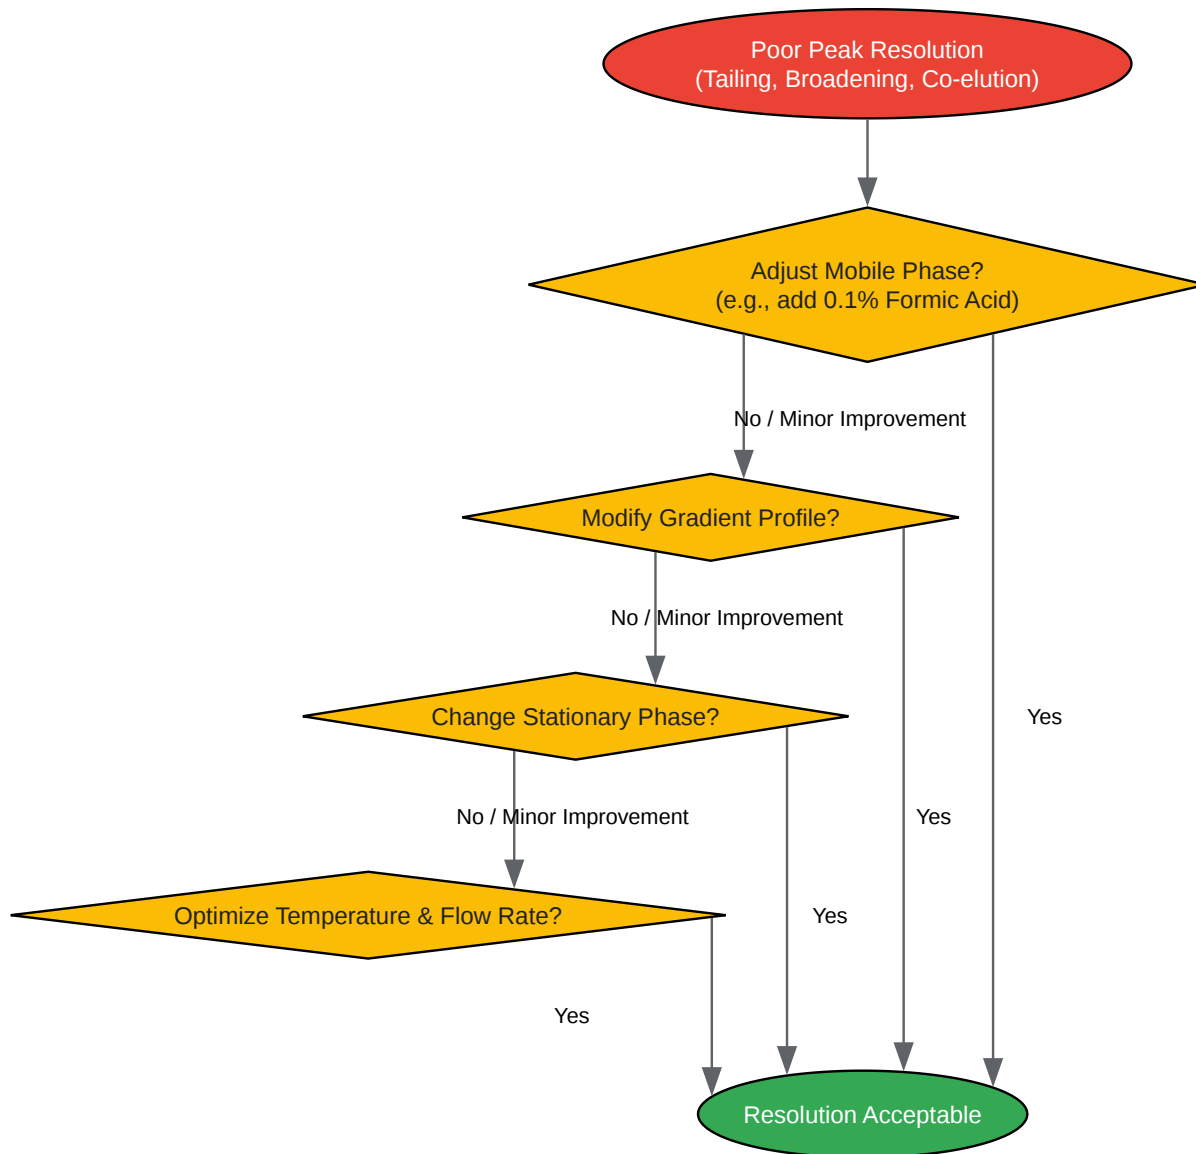 Poor Peak Resolution
(Tailing, Broadening, Co-elution)
Adjust Mobile Phase?
(e.g., add 0.1% Formic Acid)
No / Minor Improvement
Modify Gradient Profile?
No / Minor Improvement
Change Stationary Phase?
Yes
No / Minor Improvement
Yes
Optimize Temperature & Flow Rate?
Yes
Yes
Resolution Acceptable